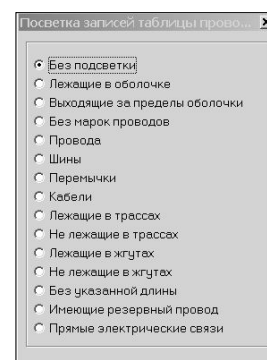 Посветка записей таблицы прово...
Без подсветки
Лежащие в оболочке
Выходящие за пределы оболочки
Без марок проводов
Провода
Шины
Перемычки
Кабели
Лежащие в трассах
Не лежащие в трассах
Лежащие в жгутах
Не лежащие в жгутах
Без указанной длины
Имеющие резервный провод
Прямые электрические связи